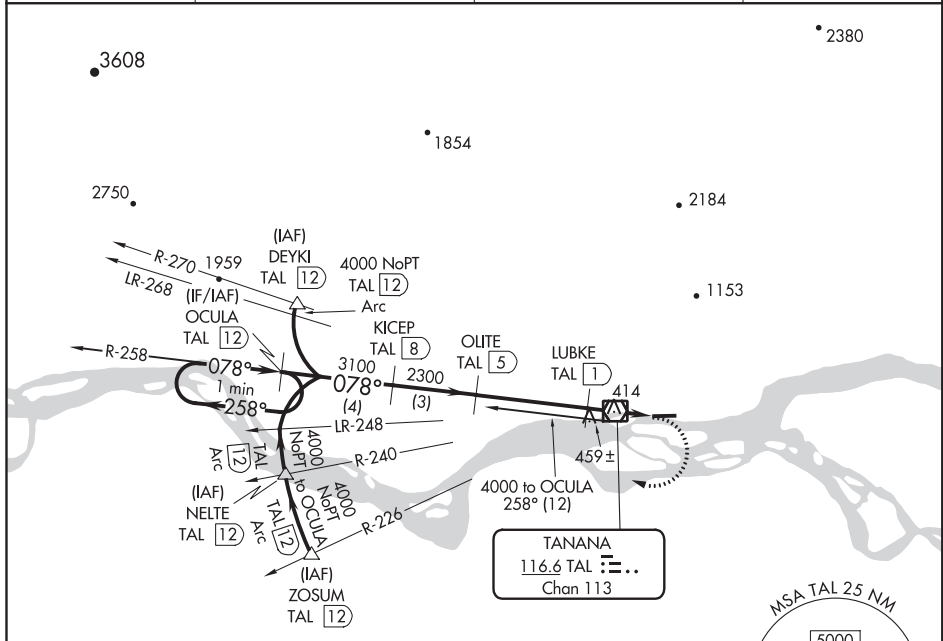 2380
3608
1854
2750
2184
(IAF)
DEYKI
TAL 12
4000 NoPT
TAL 12
Arc
R-270
1959
LR-268
1153
(IF/IAF)
OCULA
TAL 12
KICEP
TAL 8
OLITE
TAL 5
LUBKE
TAL 1
R-258
078°
1 min
258°
3100
078°
(4)
2300
(3)
414
LR-248
459±
4000
NoPT
TAL 12
Arc
R-240
4000 to OCULA
258° (12)
(IAF)
NELTE
TAL 12
4000
NoPT
to OCULA
TAL 12
Arc
R-226
(IAF)
ZOSUM
TAL 12
TANANA
116.6 TAL
Chan 113
MSA TAL 25 NM
5000